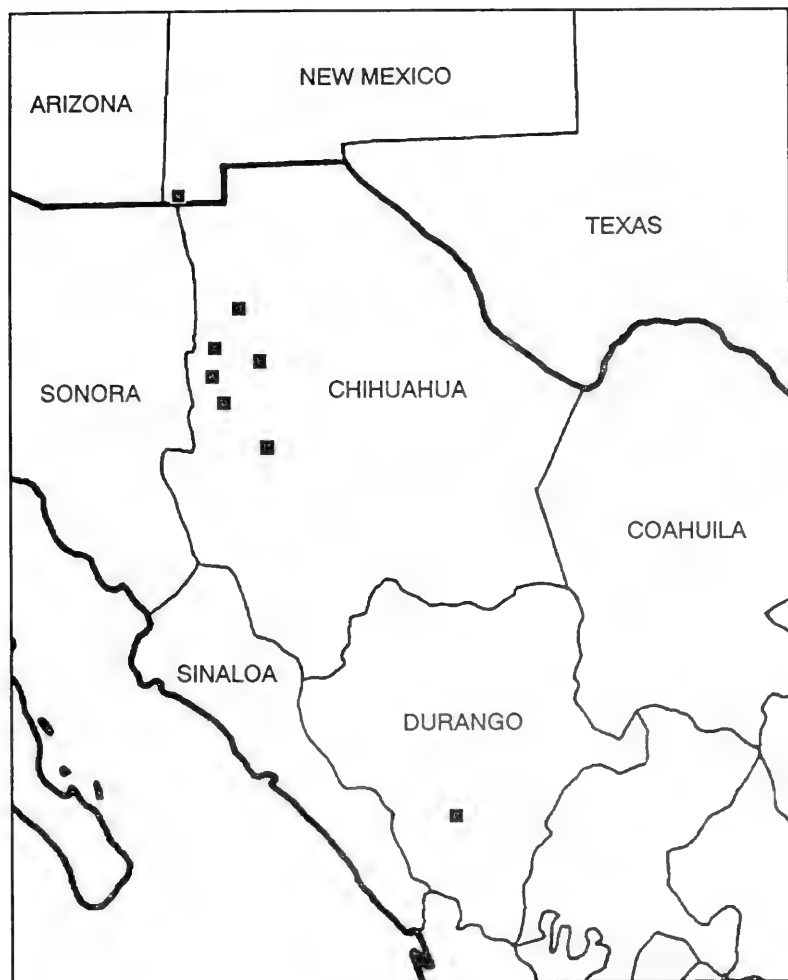 NEW MEXICO
ARIZONA
TEXAS
SONORA
CHIHUAHUA
COAHUILA
SINALOA
DURANGO